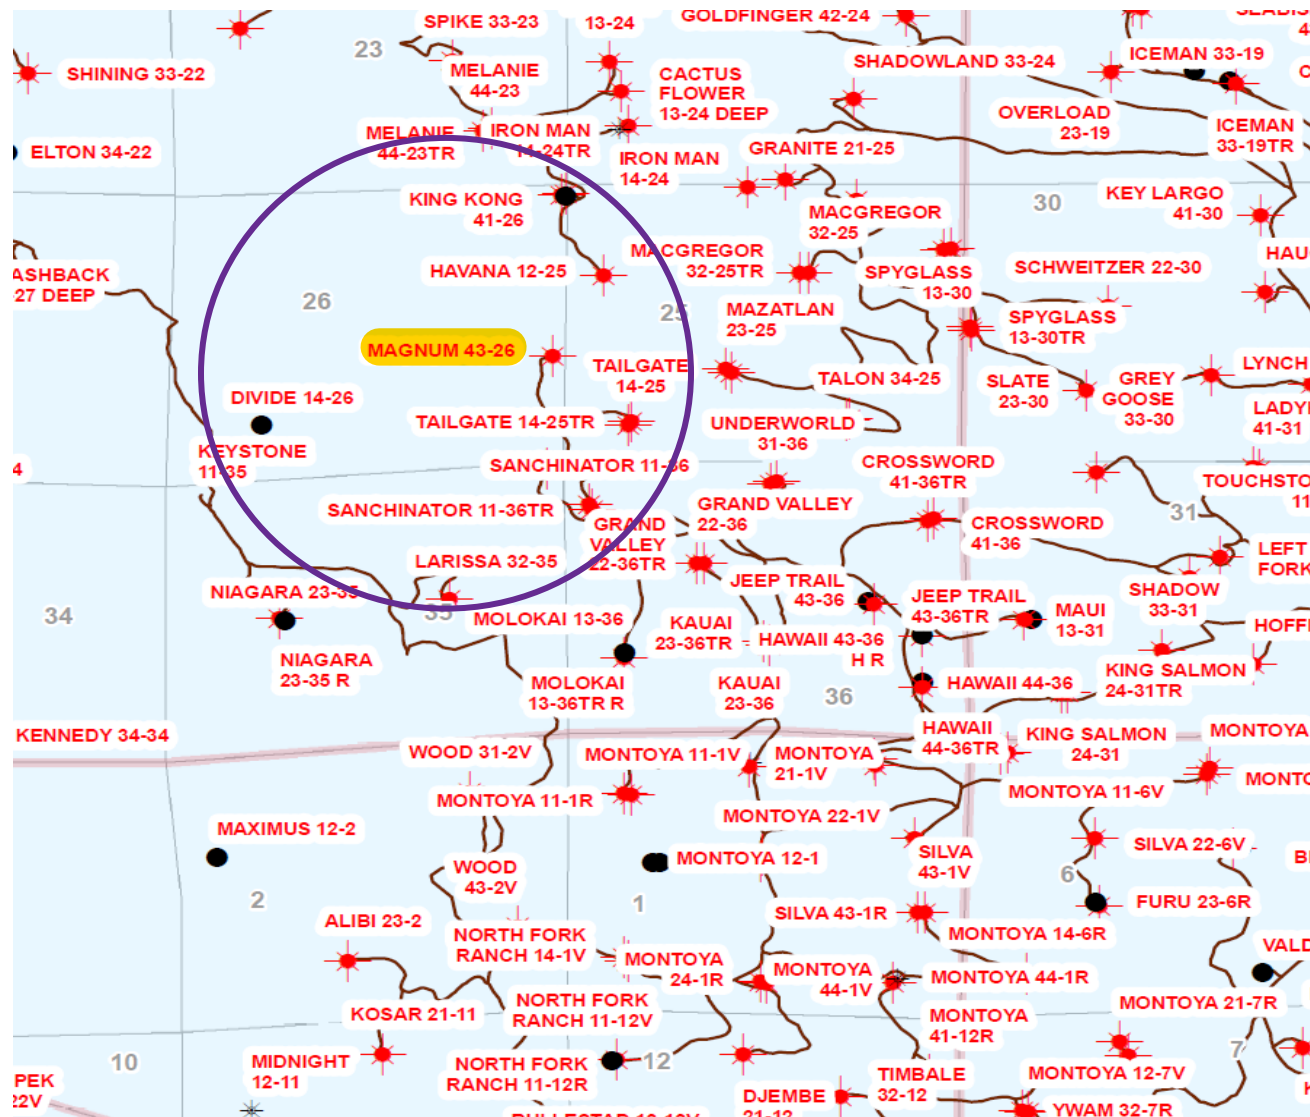 SPIKE 33-23
13-24
GOLDFINGER 42-24
23
SHINING 33-22
MELANIE
44-23
CACTUS
FLOWER
13-24 DEEP
SHADOWLAND 33-24
ICEMAN 33-19
OVERLOAD
23-19
ICEMAN
33-19TR
ELTON 34-22
MELANIE
44-23TR
IRON MAN
14-24TR
IRON MAN
14-24
GRANITE 21-25
KING KONG
41-26
MACGREGOR
32-25
30
KEY LARGO
41-30
HAVANA 12-25
MACGREGOR
32-25TR
SPYGLASS
13-30
SCHWEITZER 22-30
HAU
ASHBACK
-27 DEEP
26
25
MAZATLAN
23-25
SPYGLASS
13-30TR
MAGNUM 43-26
TAILGATE
14-25
TALON 34-25
SLATE
23-30
GREY
GOOSE
33-30
LYNCH
DIVIDE 14-26
TAILGATE 14-25TR
UNDERWORLD
31-36
LADY
41-31
KEYSTONE
11-35
4
SANCHINATOR 11-36
CROSSWORD
41-36TR
TOUCHSTO
11
SANCHINATOR 11-36TR
GRAND VALLEY
22-36
31
GRAND
VALLEY
22-36TR
CROSSWORD
41-36
LEFT
FORK
LARISSA 32-35
JEEP TRAIL
43-36
SHADOW
33-31
NIAGARA 23-35
35
34
MOLOKAI 13-36
KAUAI
23-36TR
HAWAII 43-36
H R
JEEP TRAIL
43-36TR
MAUI
13-31
HOFF
NIAGARA
23-35 R
MOLOKAI
13-36TR R
KAUAI
23-36
36
HAWAII 44-36
KING SALMON
24-31TR
KENNEDY 34-34
WOOD 31-2V
MONTOYA 11-1V
MONTOYA
21-1V
HAWAII
44-36TR
KING SALMON
24-31
MONTOYA
MONTO
MONTOYA 11-1R
MONTOYA 11-6V
MAXIMUS 12-2
MONTOYA 22-1V
WOOD
43-2V
MONTOYA 12-1
SILVA
43-1V
SILVA 22-6V
2
1
6
ALIBI 23-2
SILVA 43-1R
FURU 23-6R
NORTH FORK
RANCH 14-1V
MONTOYA 14-6R
VALD
MONTOYA
24-1R
MONTOYA
44-1V
MONTOYA 44-1R
KOSAR 21-11
NORTH FORK
RANCH 11-12V
MONTOYA
41-12R
MONTOYA 21-7R
10
MIDNIGHT
12-11
NORTH FORK
RANCH 11-12R
12
7
PEK
22V
TIMBALE
32-12
MONTOYA 12-7V
DJEMBE
21-12
YWAM 32-7R